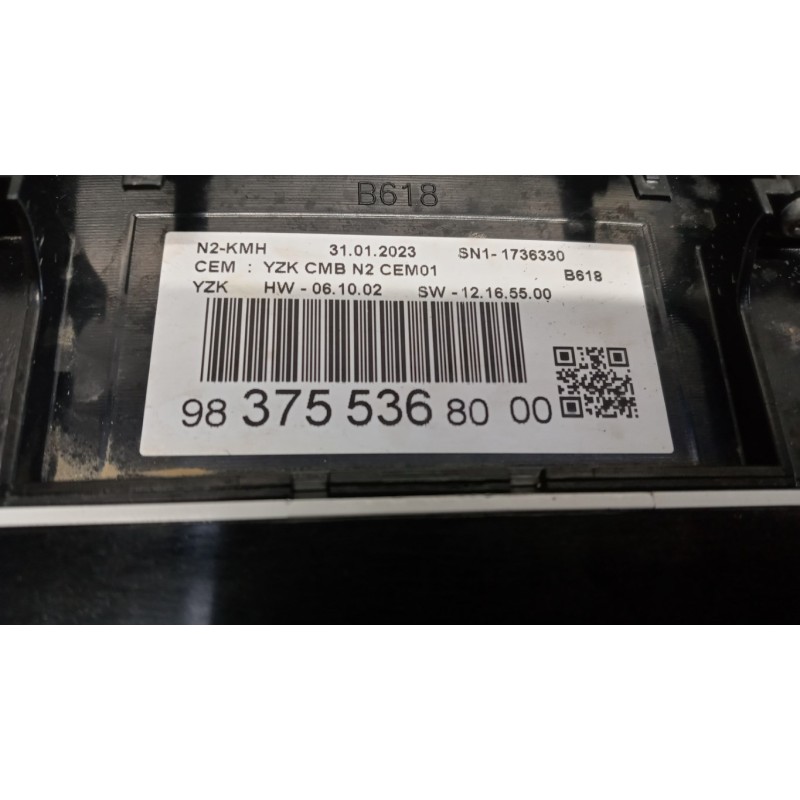 B618
N2-KMH 31.01.2023 SN1-1736330
CEM : YZK CMB N2 CEM01 B618
YZK HW - 06.10.02 SW - 12.16.55.00
98 375 536 80 00